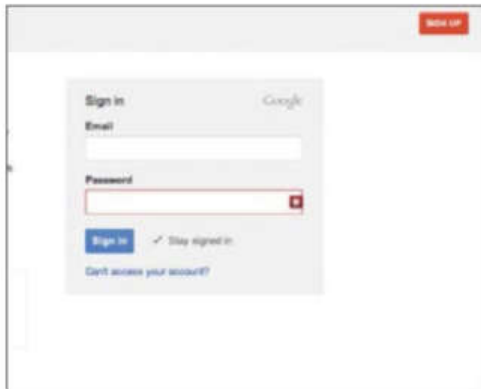 SIGN UP
Sign in Google
Email
Password
Sign in Stay signed in
Can't access your account?